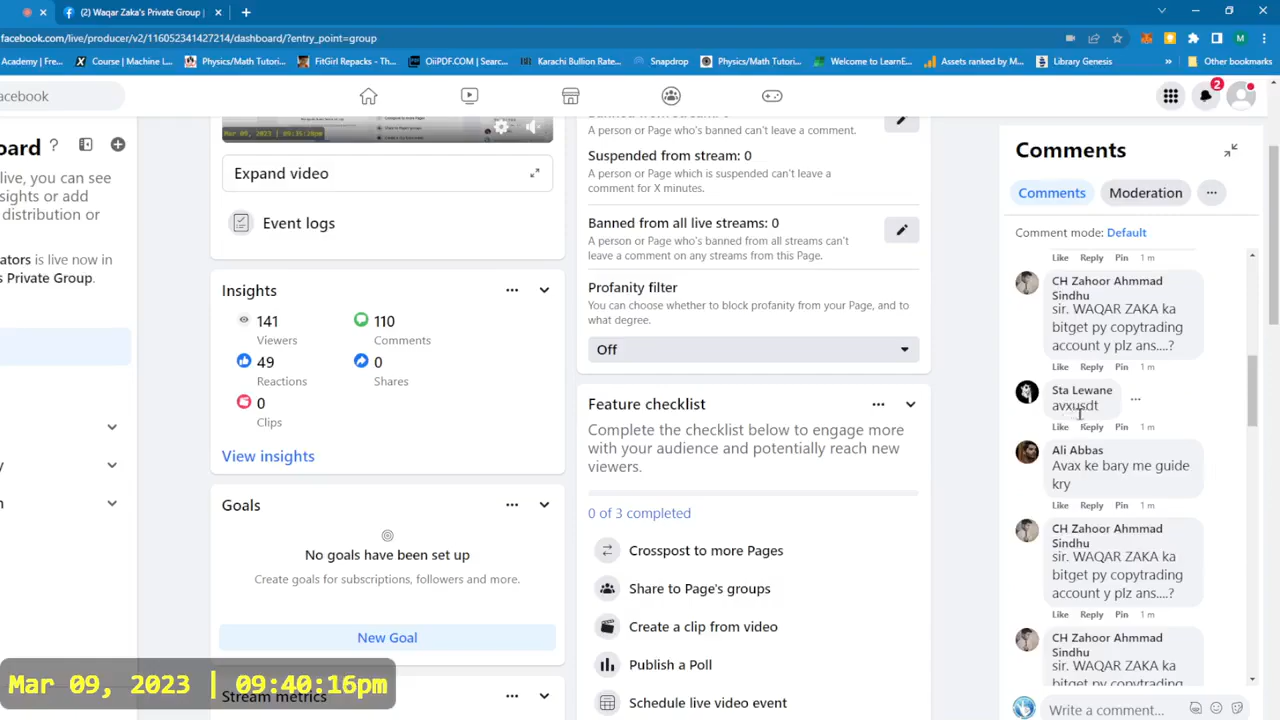 (2) Waqar Zaka's Private Group |
facebook.com/live/producer/v2/116052341427214/dashboard/?entry_point=group
Academy | Fre...
Course | Machine L...
Physics/Math Tutori...
FitGirl Repacks - Th...
OiiPDF.COM | Searc...
Karachi Bullion Rate...
Snapdrop
Physics/Math Tutori...
Welcome to LearnE...
Assets ranked by M...
Library Genesis
»
Other bookmarks
M
acebook
2
oard ?
live, you can see
insights or add
distribution or
ators is live now in
s Private Group.
Mar 09, 2023 | 09:35:20pm
Expand video
Event logs
Insights
141
Viewers
110
Comments
49
Reactions
0
Shares
0
Clips
View insights
Goals
No goals have been set up
Create goals for subscriptions, followers and more.
New Goal
Stream metrics
A person or Page who's banned can't leave a comment.
Suspended from stream: 0
A person or Page which is suspended can't leave a
comment for X minutes.
Banned from all live streams: 0
A person or Page who's banned from all streams can't
leave a comment on any streams from this Page.
Profanity filter
You can choose whether to block profanity from your Page, and to
what degree.
Off
Feature checklist
Complete the checklist below to engage more
with your audience and potentially reach new
viewers.
0 of 3 completed
Crosspost to more Pages
Share to Page's groups
Create a clip from video
Publish a Poll
Schedule live video event
Comments
Comments Moderation ...
Comment mode: Default
Like Reply Pin 1 m
CH Zahoor Ahmmad
Sindhu
sir. WAQAR ZAKA ka
bitget py copytrading
account y plz ans....?
Like Reply Pin 1 m
Sta Lewane
avxusdt
Like Reply Pin 1 m
Ali Abbas
Avax ke bary me guide
kry
Like Reply Pin 1 m
CH Zahoor Ahmmad
Sindhu
sir. WAQAR ZAKA ka
bitget py copytrading
account y plz ans....?
Like Reply Pin 1 m
CH Zahoor Ahmmad
Sindhu
sir. WAQAR ZAKA ka
bitget py copytrading
Write a comment...
Mar 09, 2023 | 09:40:16pm